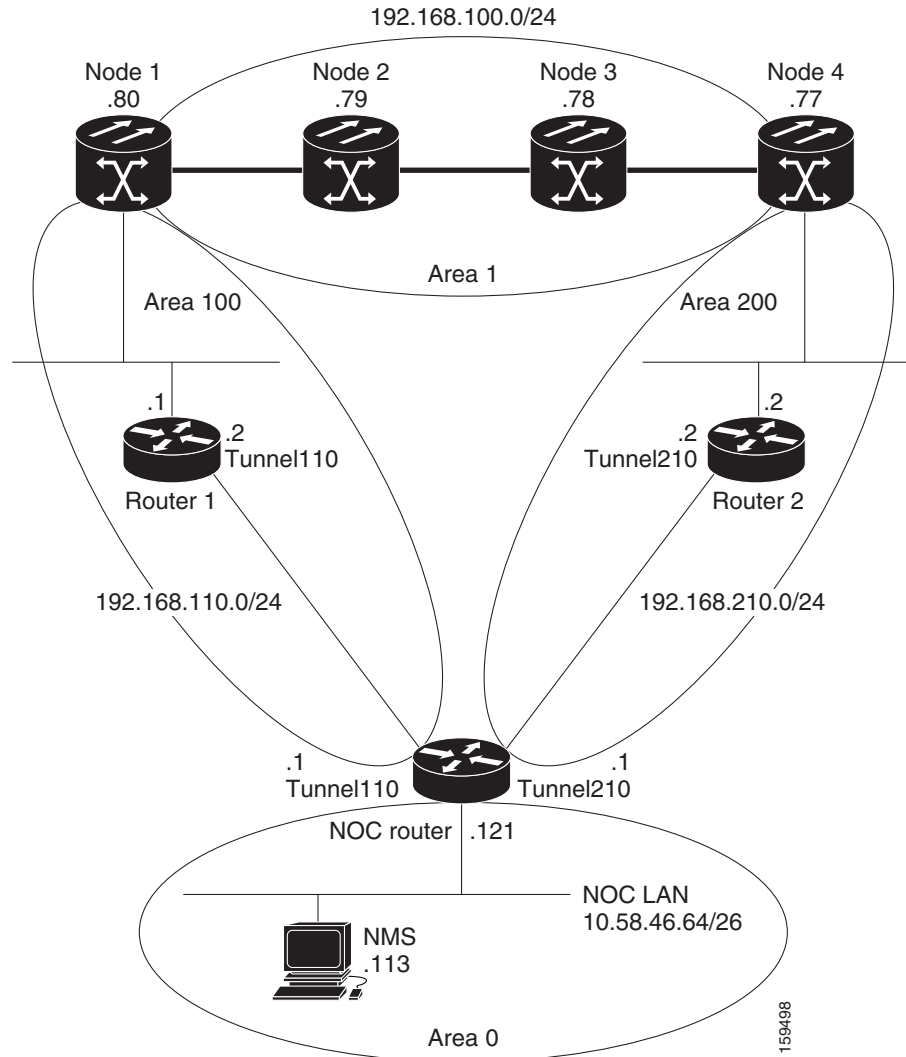 192.168.100.0/24
Node 1
.80
Node 2
.79
Node 3
.78
Node 4
.77
Area 1
Area 100
Area 200
.1
.2
Tunnel110
Router 1
.2
.2
Tunnel210
Router 2
192.168.110.0/24
192.168.210.0/24
.1
Tunnel110
.1
Tunnel210
NOC router
.121
NOC LAN
10.58.46.64/26
NMS
.113
Area 0
159498